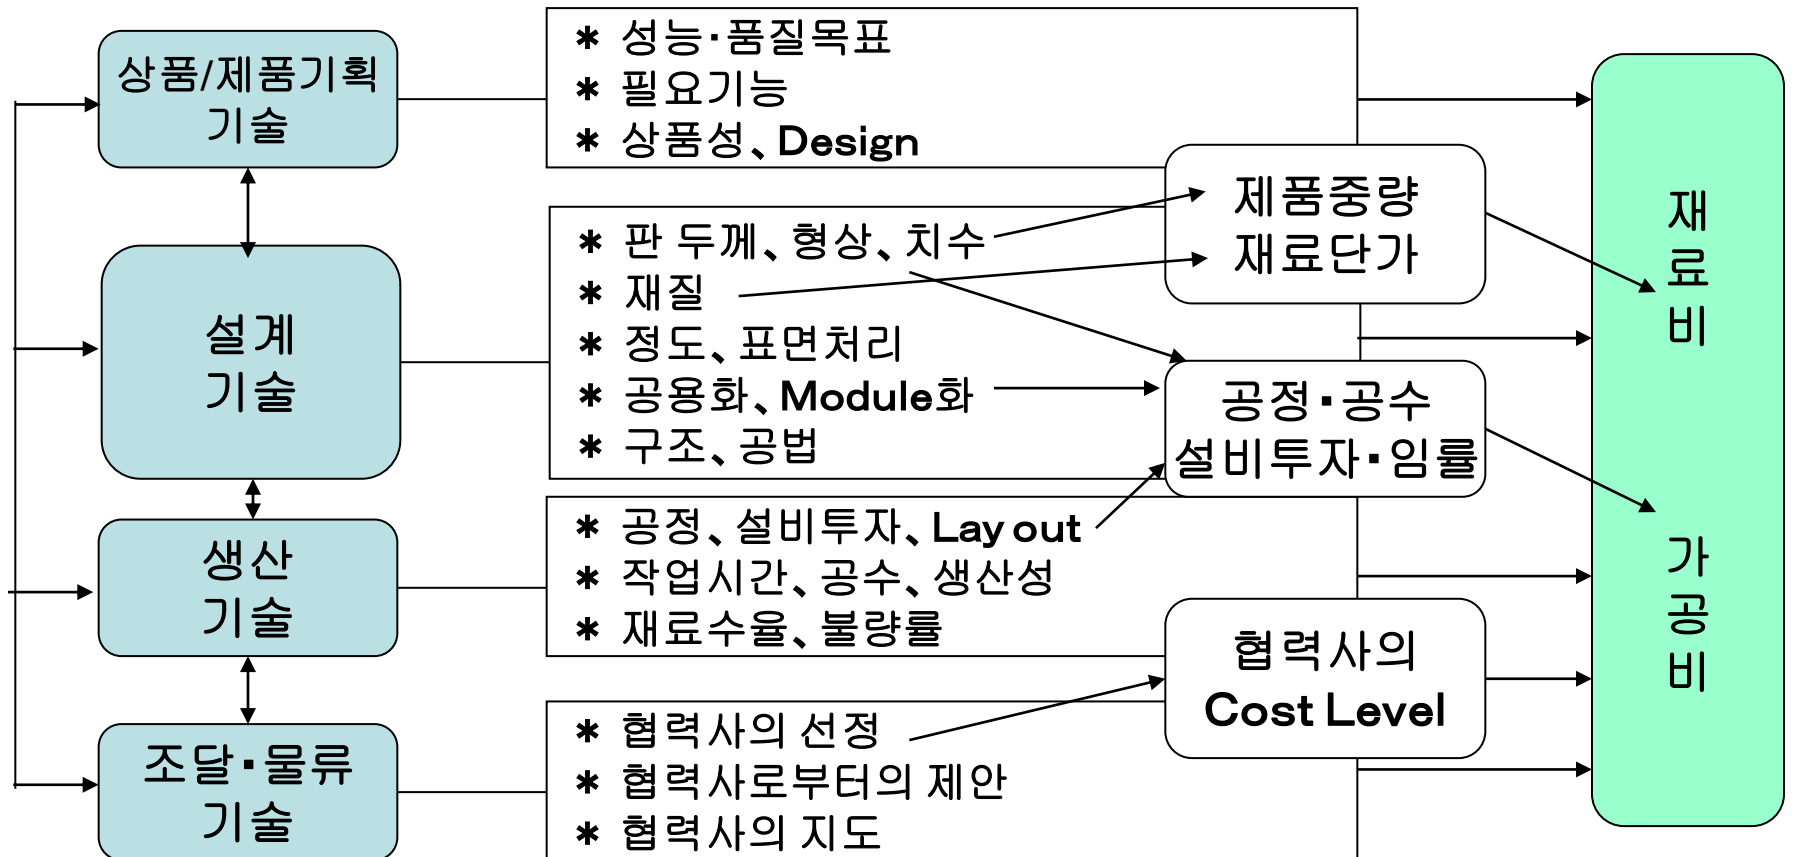 상품/제품기획
기술
* 성능·품질목표
* 필요기능
* 상품성、Design
설계
기술
* 판 두께、형상、치수
* 재질
* 정도、표면처리
* 공용화、Module화
* 구조、공법
생산
기술
* 공정、설비투자、Lay out
* 작업시간、공수、생산성
* 재료수율、불량률
조달·물류
기술
* 협력사의 선정
* 협력사로부터의 제안
* 협력사의 지도
제품중량
재료단가
공정·공수
설비투자·임률
협력사의
Cost Level
재
료
비
가
공
비